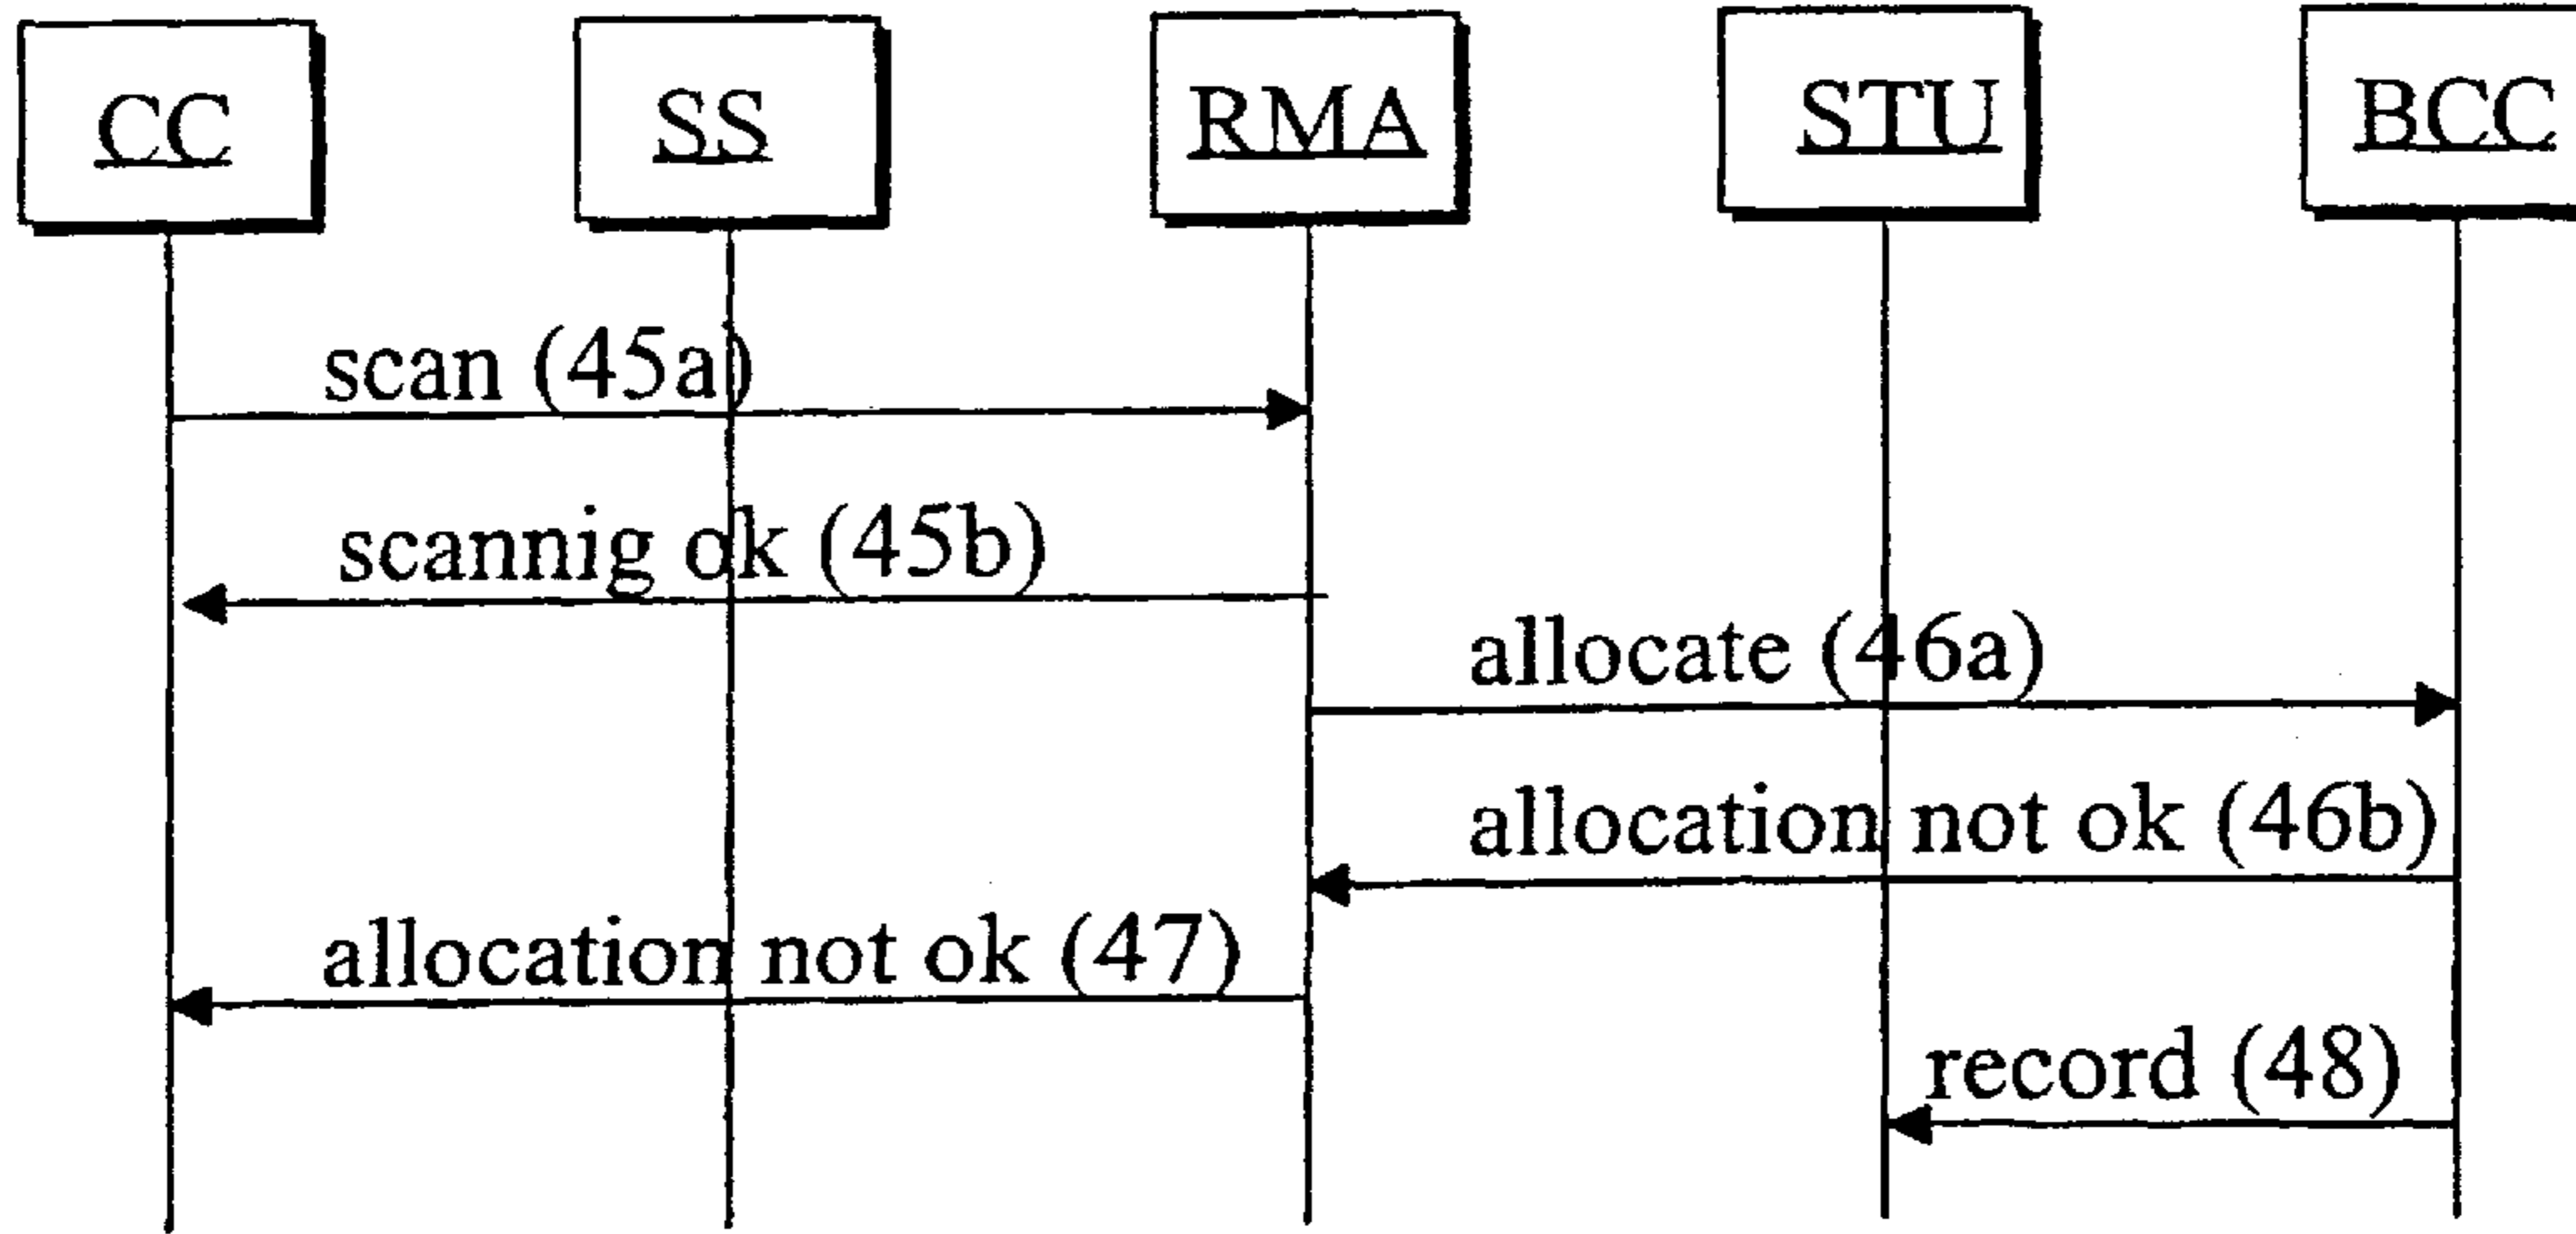 CC SS RMA STU BCC
scan (45a)
scannig ok (45b)
allocate (46a)
allocation not ok (46b)
allocation not ok (47)
record (48)